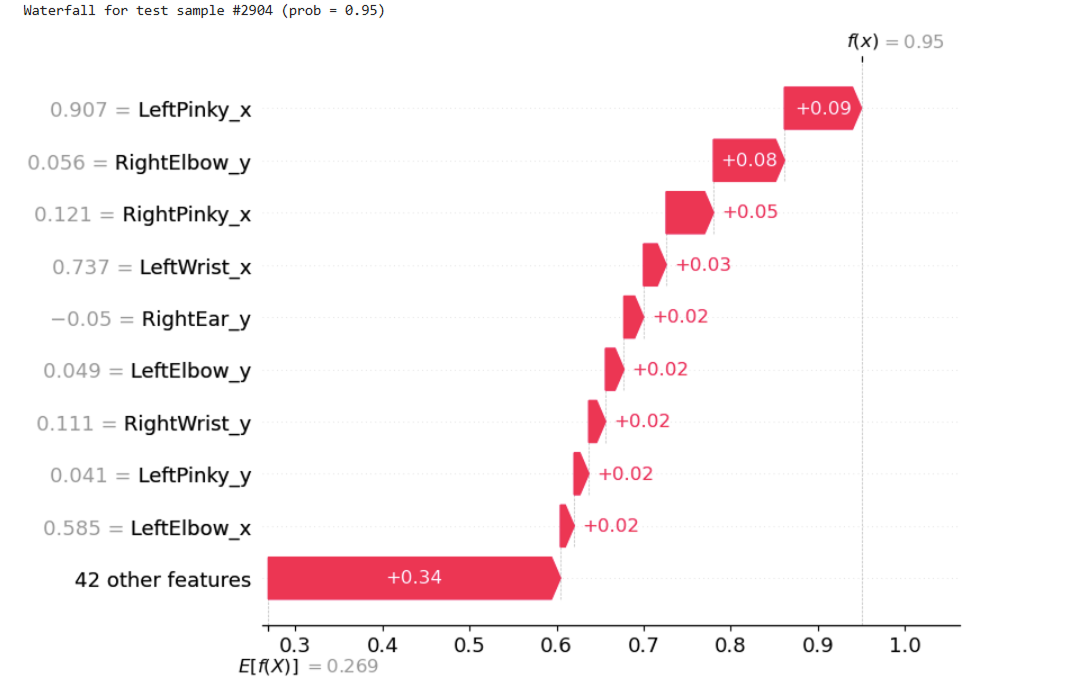 Waterfall for test sample #2904 (prob = 0.95)
f(x) = 0.95
0.907 = LeftPinky_x +0.09
0.056 = RightElbow_y +0.08
0.121 = RightPinky_x +0.05
0.737 = LeftWrist_x +0.03
−0.05 = RightEar_y +0.02
0.049 = LeftElbow_y +0.02
0.111 = RightWrist_y +0.02
0.041 = LeftPinky_y +0.02
0.585 = LeftElbow_x +0.02
42 other features +0.34
0.3 0.4 0.5 0.6 0.7 0.8 0.9 1.0
E[f(X)] = 0.269